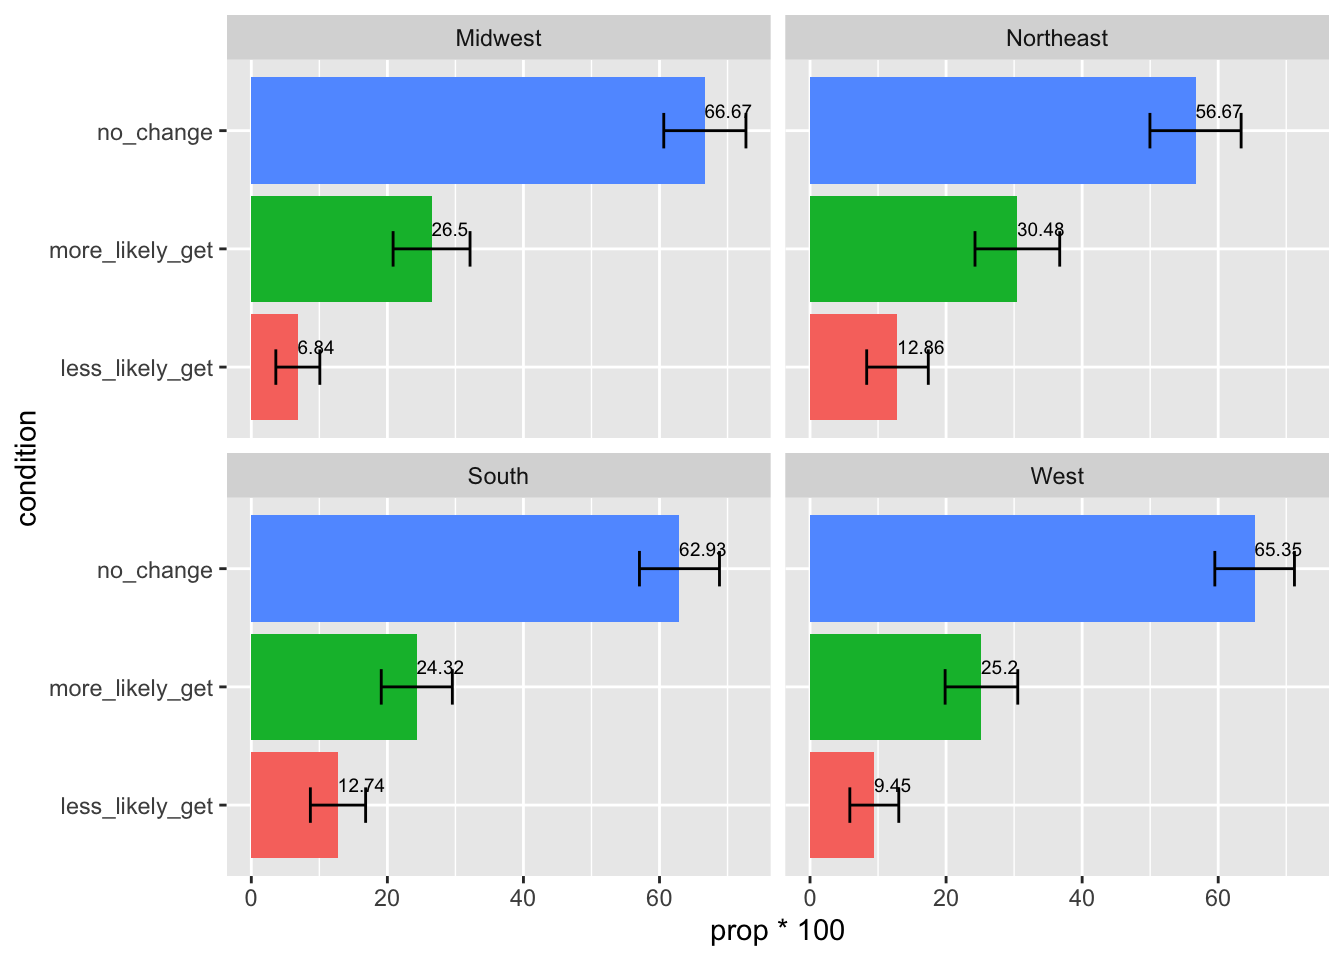 Midwest
Northeast
no_change
66.67
56.67
more_likely_get
26.5
30.48
less_likely_get
6.84
12.86
condition
South
West
no_change
62.93
65.35
more_likely_get
24.32
25.2
less_likely_get
12.74
9.45
0 20 40 60
0 20 40 60
prop * 100